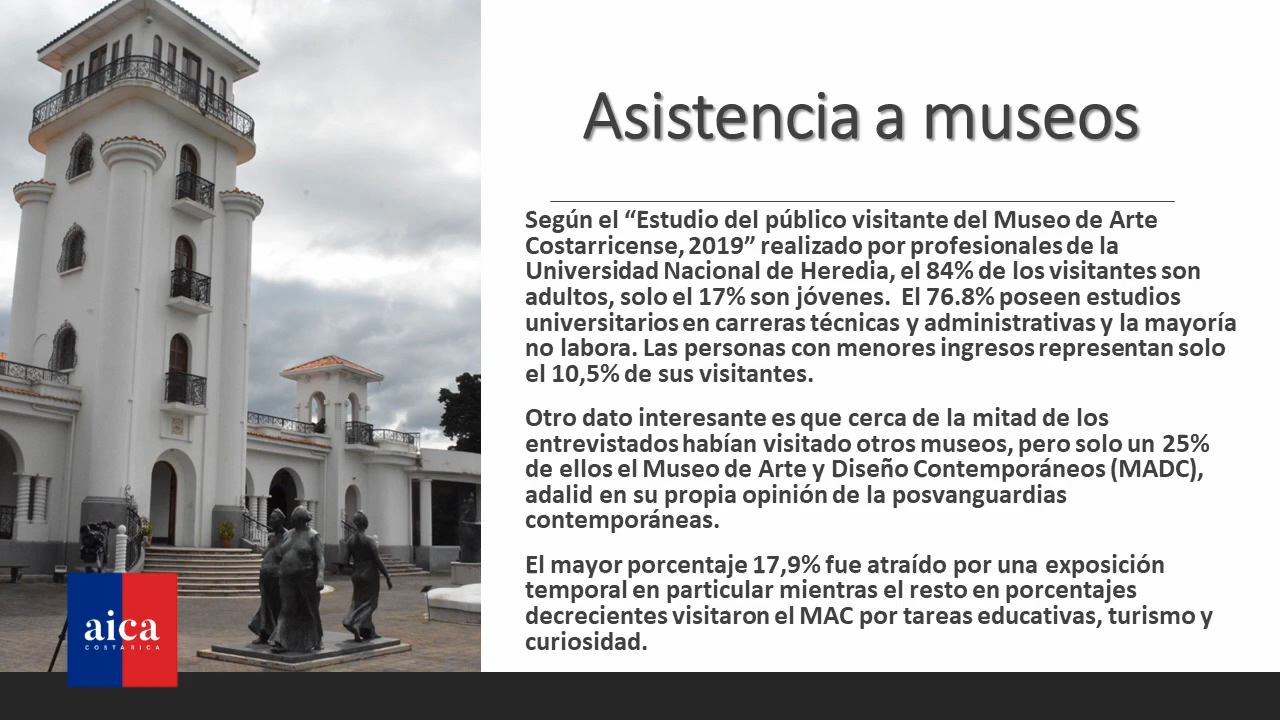 Asistencia a museos
Según el “Estudio del público visitante del Museo de Arte
Costarricense, 2019” realizado por profesionales de la
Universidad Nacional de Heredia, el 84% de los visitantes son
adultos, solo el 17% son jóvenes.  El 76.8% poseen estudios
universitarios en carreras técnicas y administrativas y la mayoría
no labora. Las personas con menores ingresos representan solo
el 10,5% de sus visitantes.
Otro dato interesante es que cerca de la mitad de los
entrevistados habían visitado otros museos, pero solo un 25%
de ellos el Museo de Arte y Diseño Contemporáneos (MADC),
adalid en su propia opinión de la posvanguardias
contemporáneas.
El mayor porcentaje 17,9% fue atraído por una exposición
temporal en particular mientras el resto en porcentajes
decrecientes visitaron el MAC por tareas educativas, turismo y
curiosidad.
aica
COSTARICA